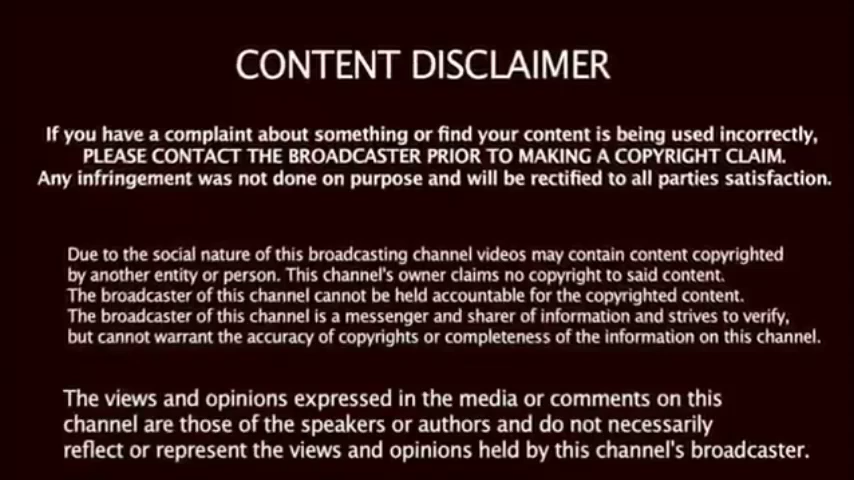 CONTENT DISCLAIMER
If you have a complaint about something or find your content is being used incorrectly,
PLEASE CONTACT THE BROADCASTER PRIOR TO MAKING A COPYRIGHT CLAIM.
Any infringement was not done on purpose and will be rectified to all parties satisfaction.
Due to the social nature of this broadcasting channel videos may contain content copyrighted
by another entity or person. This channel's owner claims no copyright to said content.
The broadcaster of this channel cannot be held accountable for the copyrighted content.
The broadcaster of this channel is a messenger and sharer of information and strives to verify,
but cannot warrant the accuracy of copyrights or completeness of the information on this channel.
The views and opinions expressed in the media or comments on this
channel are those of the speakers or authors and do not necessarily
reflect or represent the views and opinions held by this channel's broadcaster.